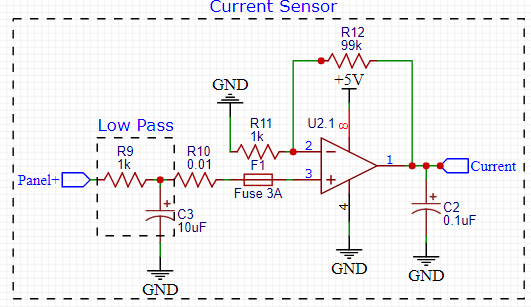 Current Sensor
R12
99k
+5V
GND
Low Pass
R11
1k
U2.1
8
R9
1k
R10
0.01
F1
Fuse 3A
2
3
1
4
Panel+
Current
C3
10uF
C2
0.1uF
GND
GND
GND